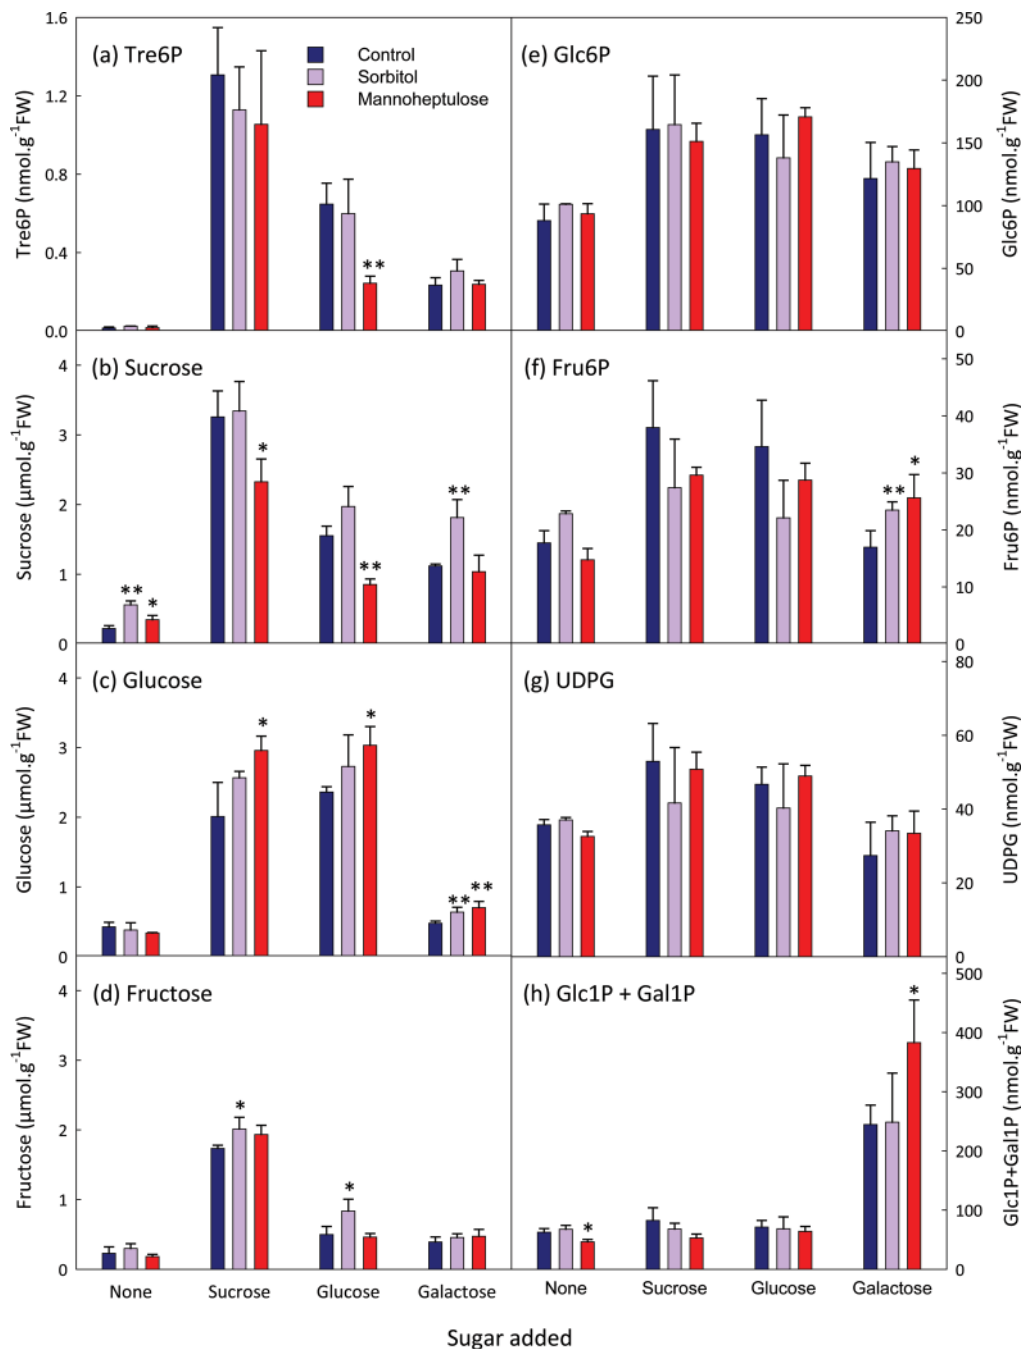 (a) Tre6P
Control
Sorbitol
Mannoheptulose
Tre6P (nmol.g⁻¹FW)
1.6
1.2
0.8
0.4
0.0
**
(e) Glc6P
Glc6P (nmol.g⁻¹FW)
250
200
150
100
50
0
(b) Sucrose
Sucrose (µmol.g⁻¹FW)
4
3
2
1
0
** * * ** **
(f) Fru6P
Fru6P (nmol.g⁻¹FW)
50
40
30
20
10
0
** *
(c) Glucose
Glucose (µmol.g⁻¹FW)
4
3
2
1
0
* * ** **
(g) UDPG
UDPG (nmol.g⁻¹FW)
80
60
40
20
0
(d) Fructose
Fructose (µmol.g⁻¹FW)
4
3
2
1
0
* *
None Sucrose Glucose Galactose
(h) Glc1P + Gal1P
Glc1P+Gal1P (nmol.g⁻¹FW)
500
400
300
200
100
0
* *
None Sucrose Glucose Galactose
Sugar added